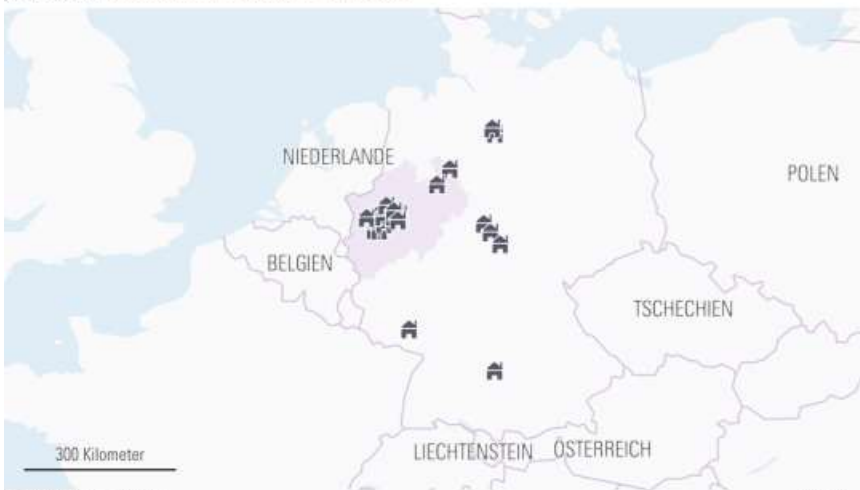 NIEDERLANDE
POLEN
BELGIEN
TSCHECHIEN
300 Kilometer
LIECHTENSTEIN
ÖSTERREICH